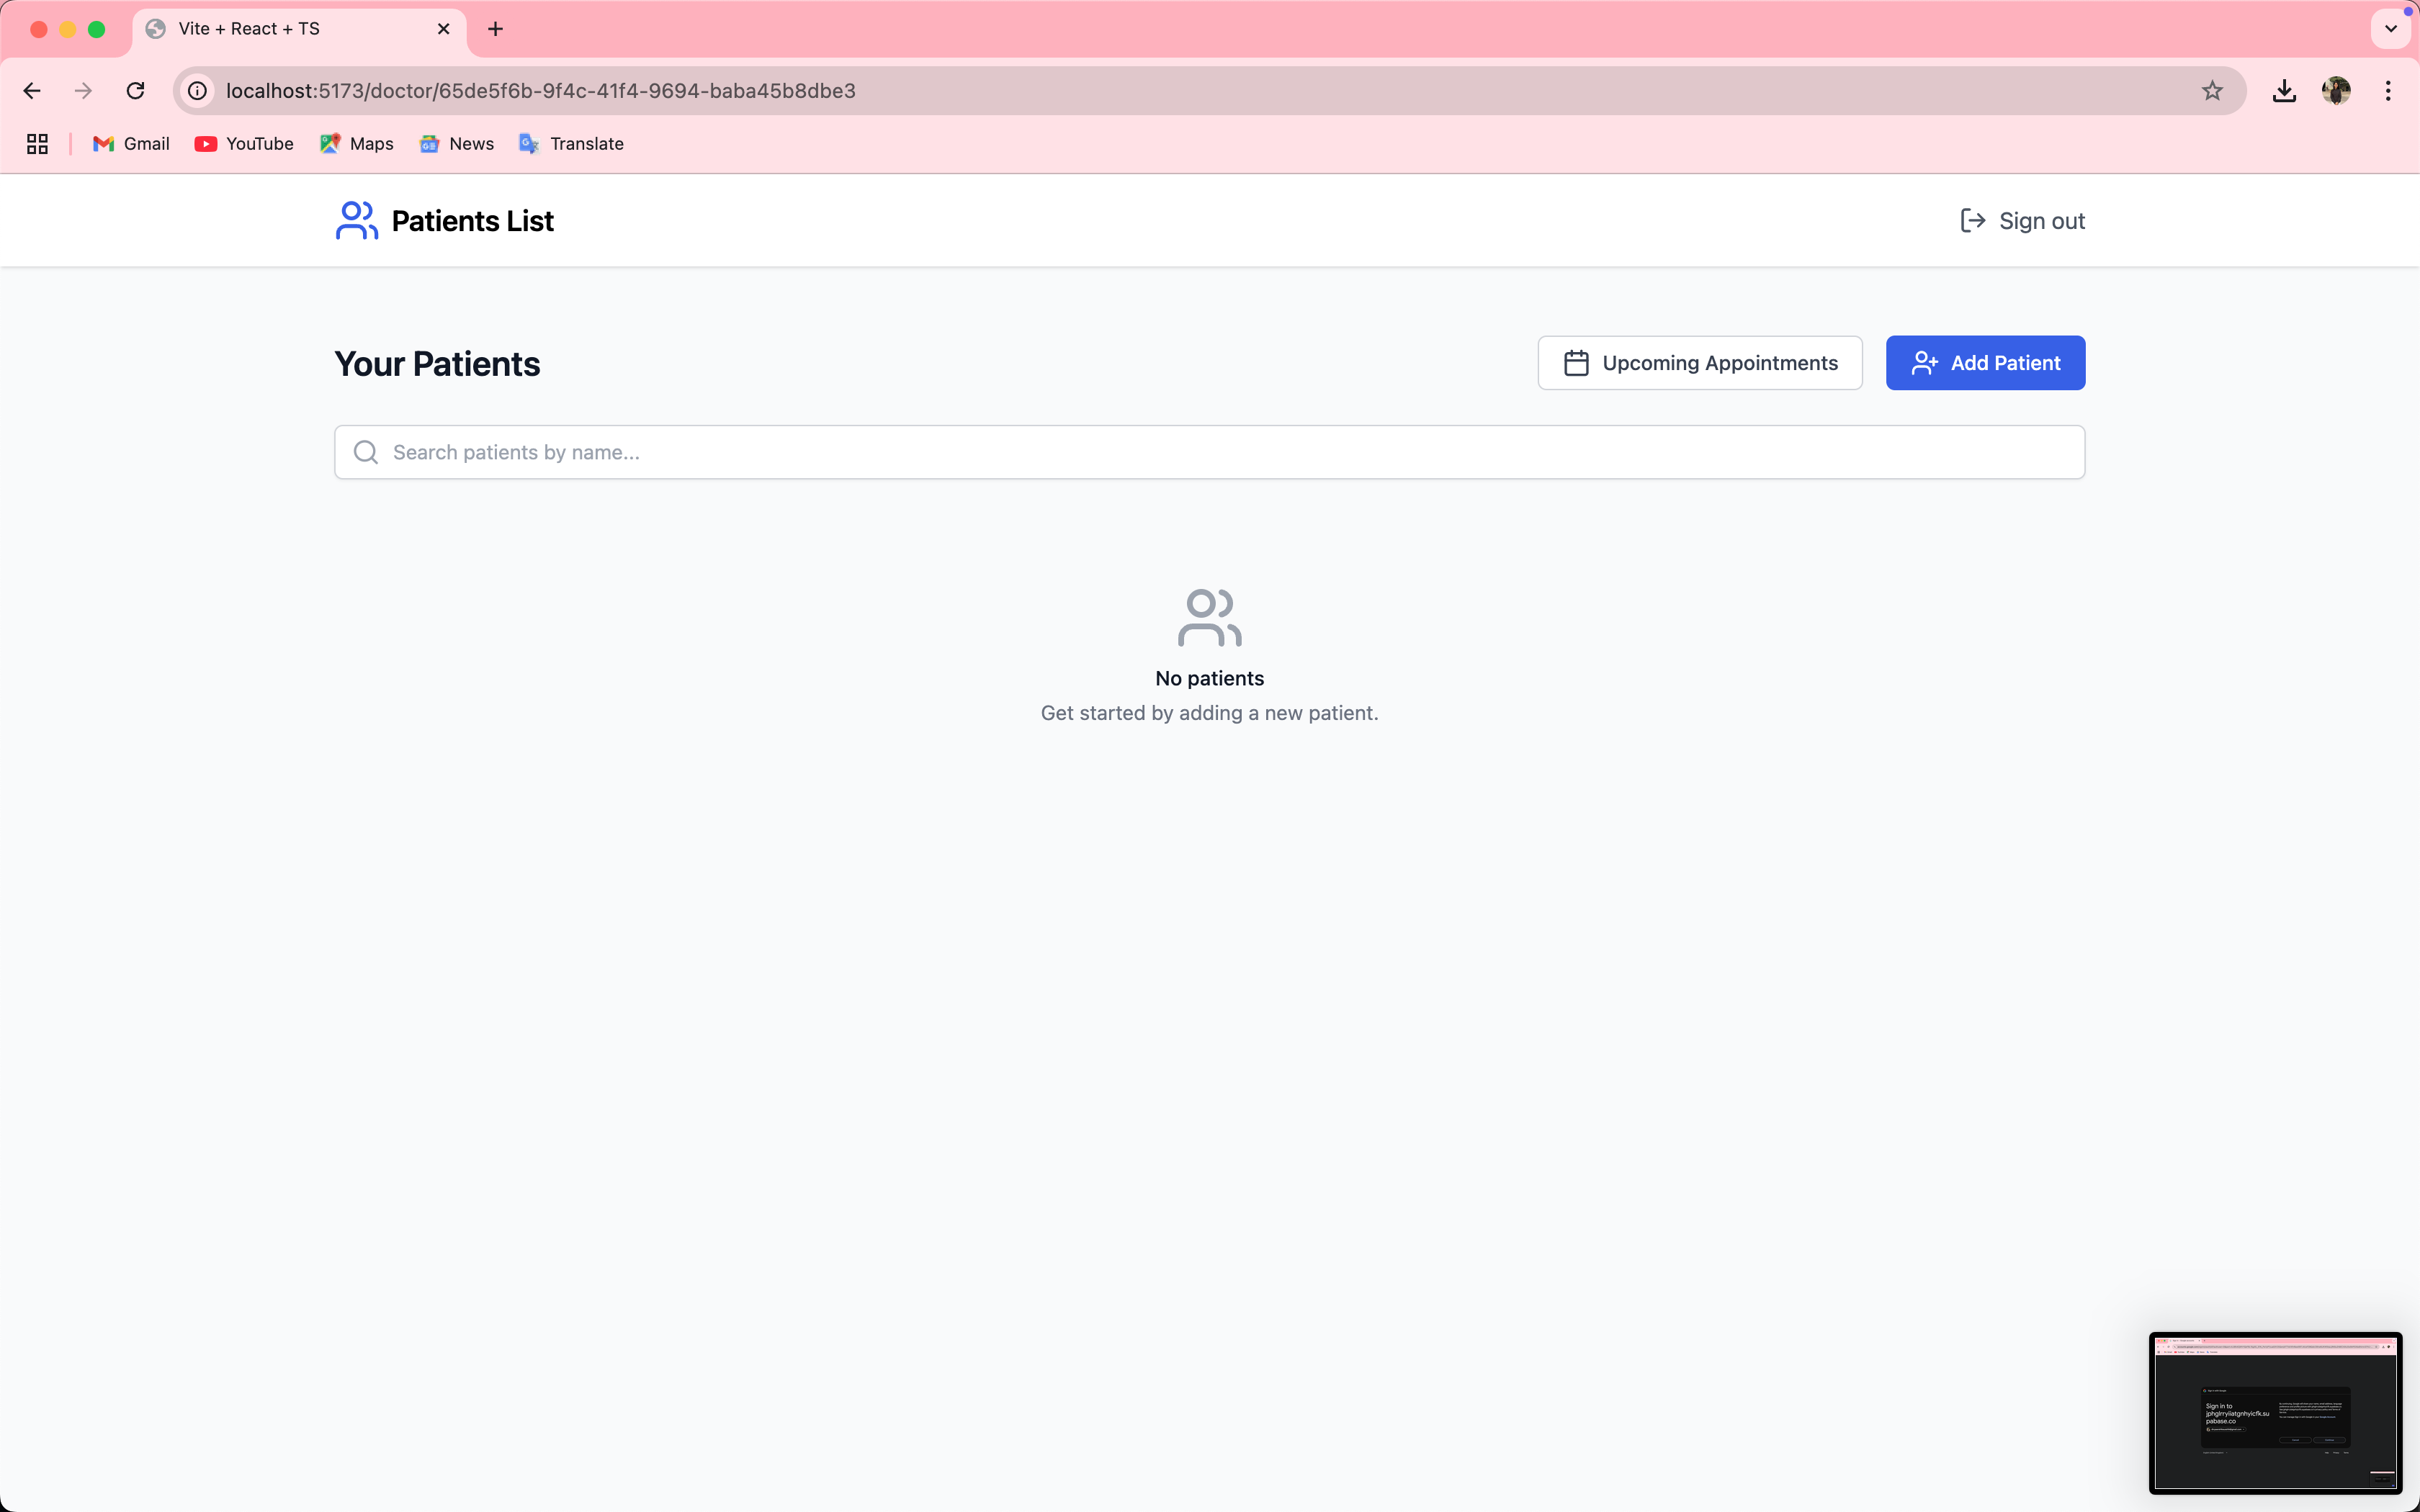 Vite + React + TS
localhost:5173/doctor/65de5f6b-9f4c-41f4-9694-baba45b8dbe3
Gmail YouTube Maps News Translate
Patients List Sign out
Your Patients Upcoming Appointments Add Patient
Search patients by name...
No patients
Get started by adding a new patient.
Sign in to